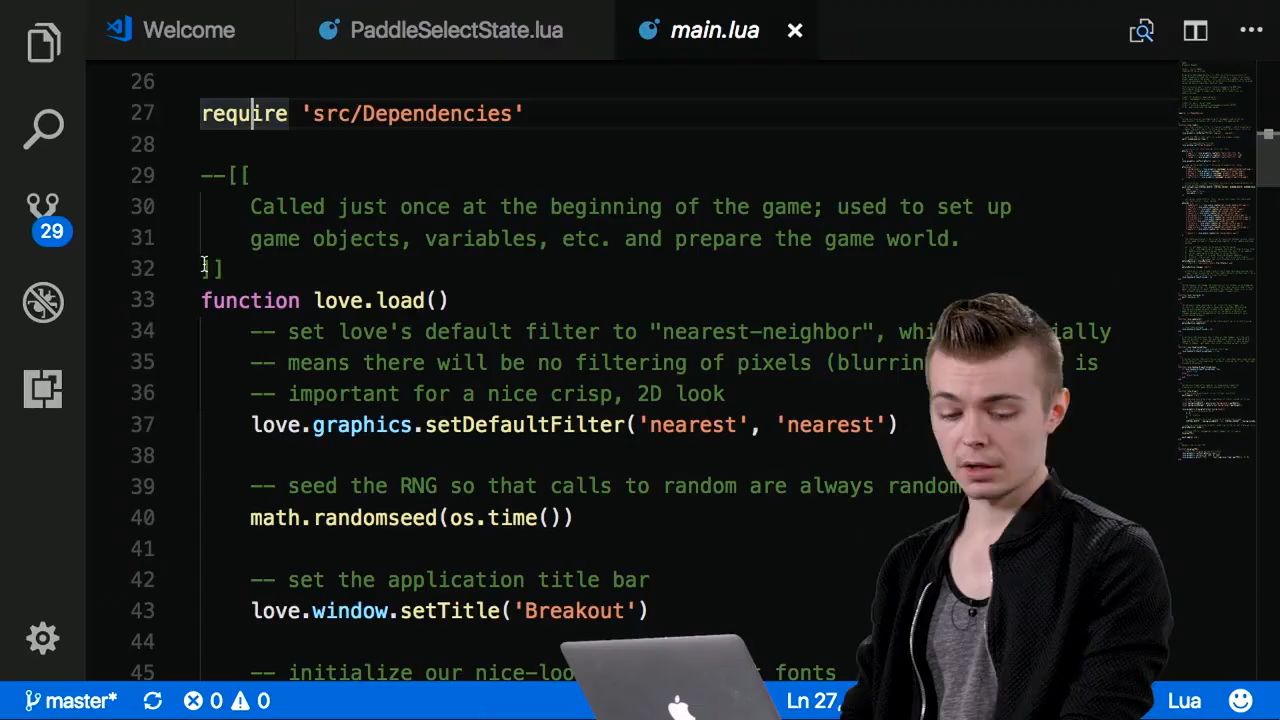 Welcome
PaddleSelectState.lua
main.lua
26
27 require 'src/Dependencies'
28
29 --[[
30 Called just once at the beginning of the game; used to set up
31 game objects, variables, etc. and prepare the game world.
32 ]]
33 function love.load()
34 -- set love's default filter to "nearest-neighbor", which essentially
35 -- means there will be no filtering of pixels (blurrin is
36 -- important for a nice crisp, 2D look
37 love.graphics.setDefaultFilter('nearest', 'nearest')
38
39 -- seed the RNG so that calls to random are always random
40 math.randomseed(os.time())
41
42 -- set the application title bar
43 love.window.setTitle('Breakout')
44
45 -- initialize our nice-loo fonts
29
master* 0 0 Ln 27, Lua